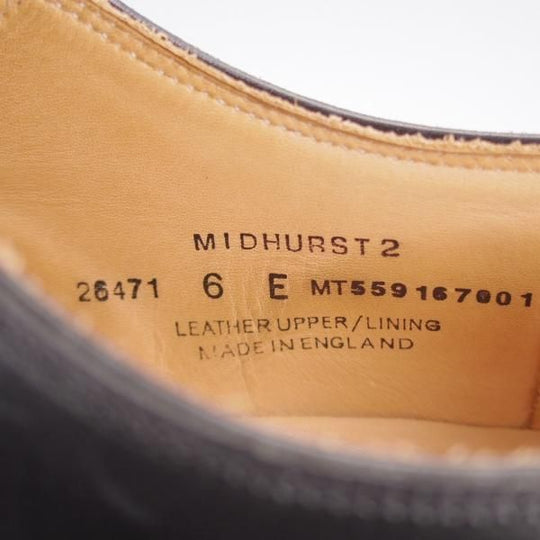 MIDHURST 2
26471 6 E MT559167001
LEATHER UPPER/LINING
MADE IN ENGLAND